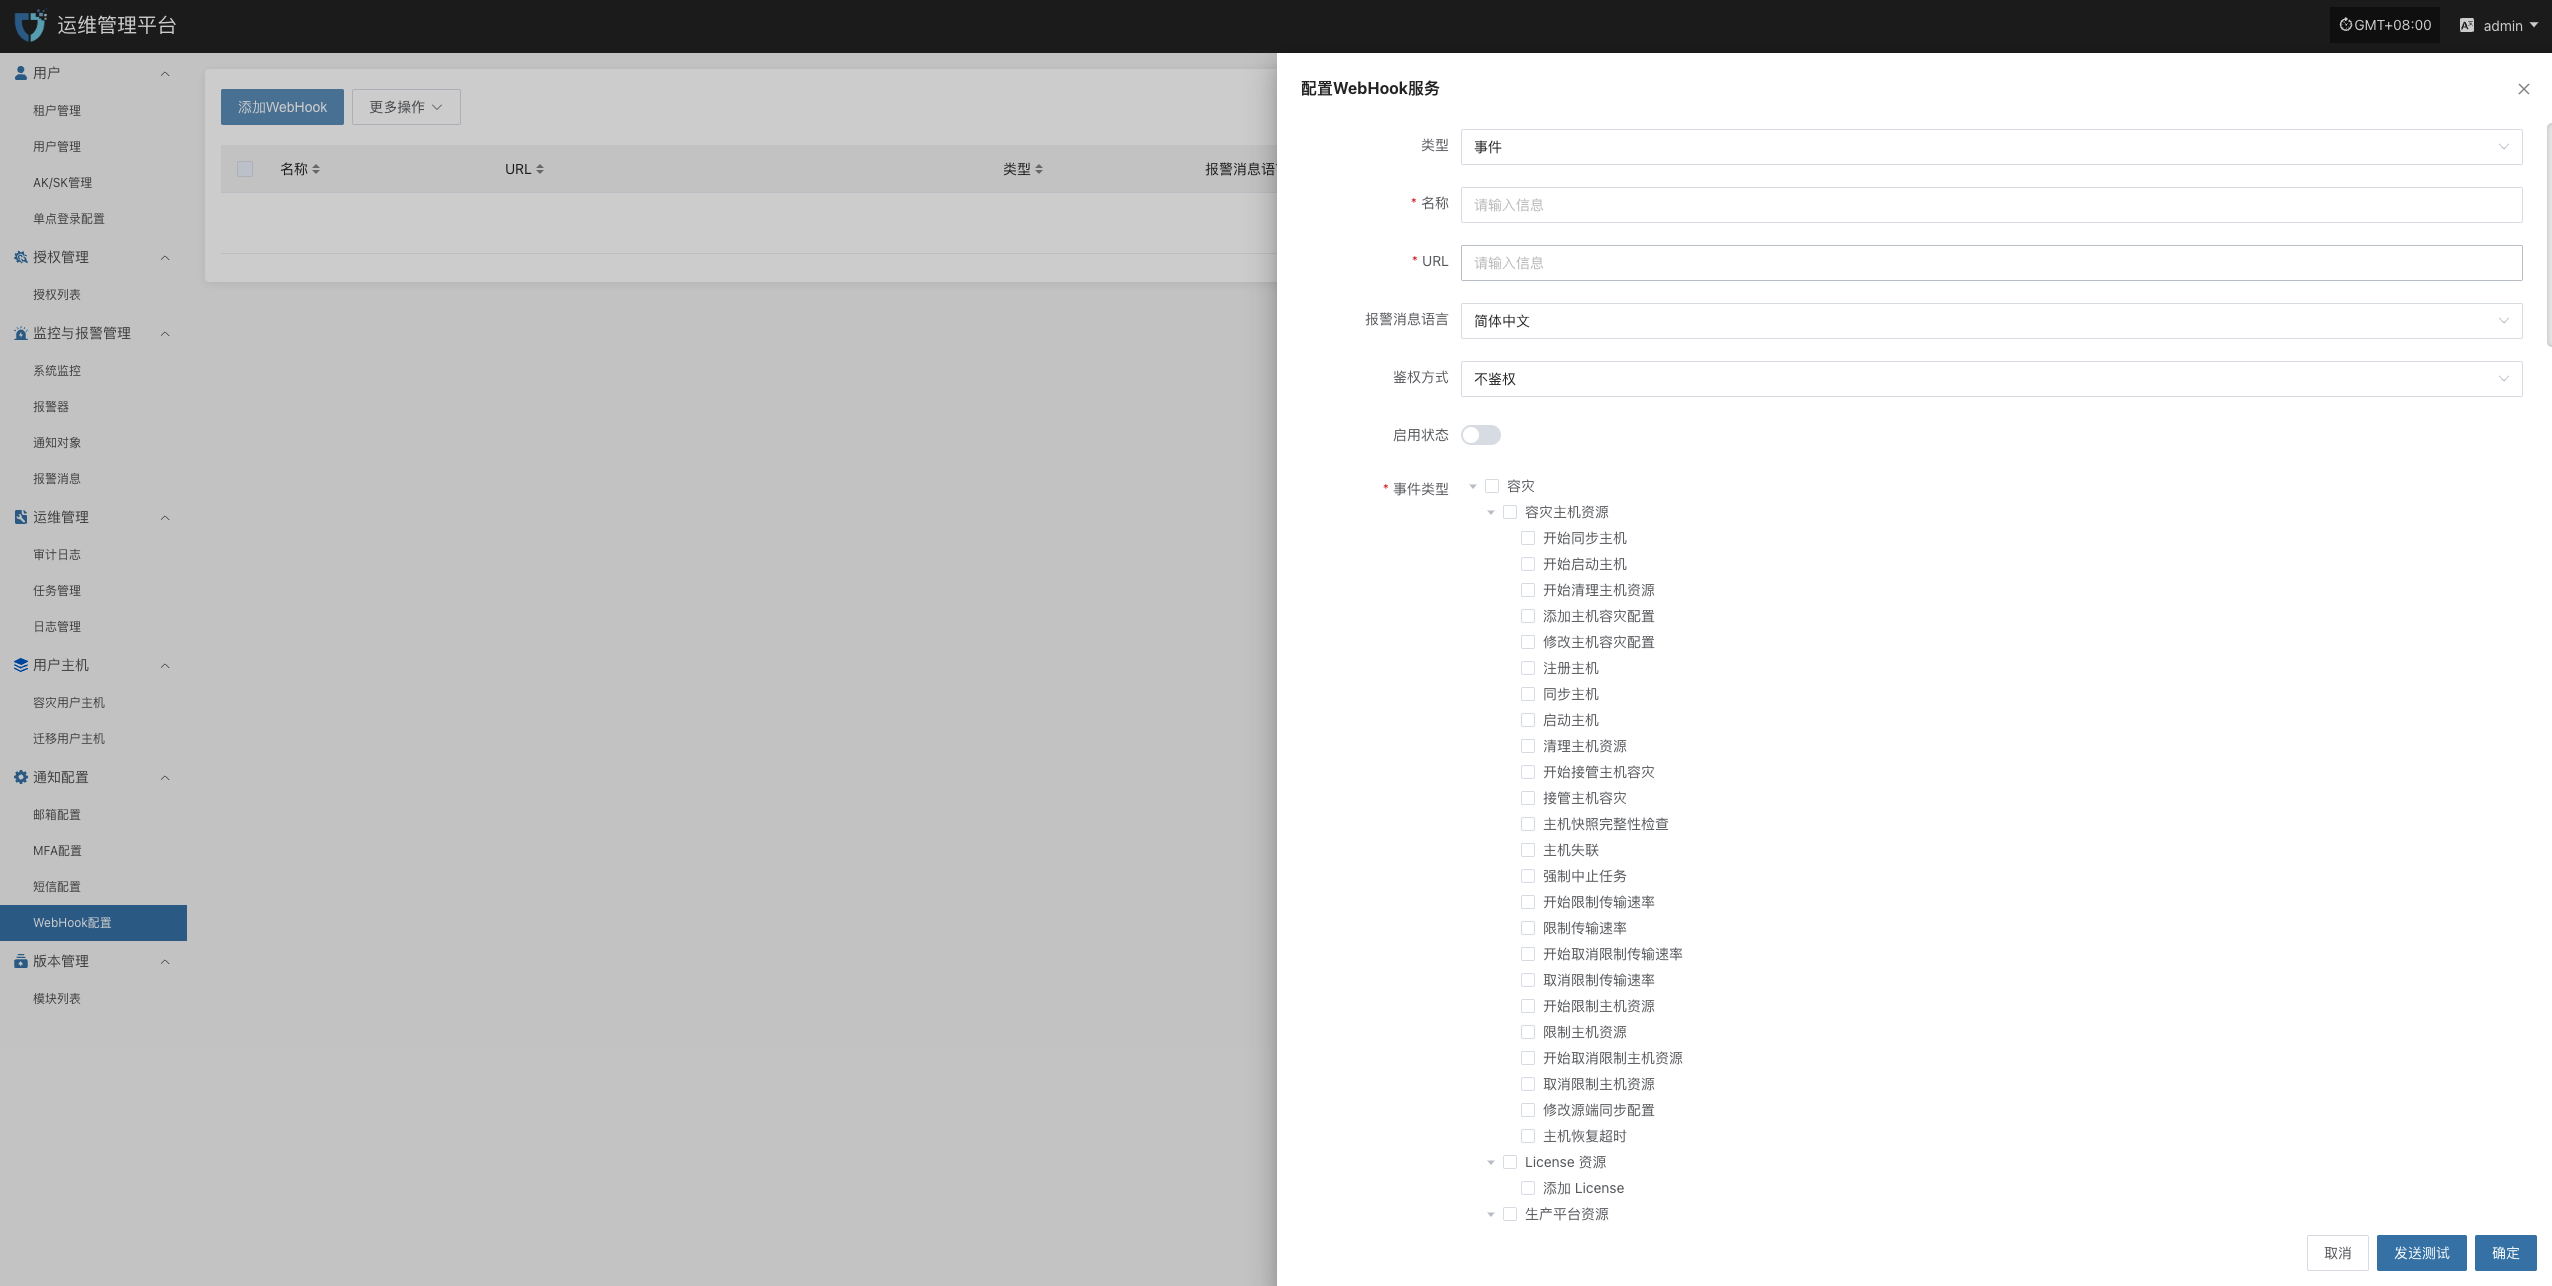 运维管理平台
GMT+08:00
admin
用户
租户管理
用户管理
AK/SK管理
单点登录配置
授权管理
授权列表
监控与报警管理
系统监控
报警器
通知对象
报警消息
运维管理
审计日志
任务管理
日志管理
用户主机
容灾用户主机
迁移用户主机
通知配置
邮箱配置
MFA配置
短信配置
WebHook配置
版本管理
模块列表
添加WebHook 更多操作
名称 URL 类型 报警消息语
配置WebHook服务
类型 事件
* 名称 请输入信息
* URL 请输入信息
报警消息语言 简体中文
鉴权方式 不鉴权
启用状态
* 事件类型 容灾
容灾主机资源
开始同步主机
开始启动主机
开始清理主机资源
添加主机容灾配置
修改主机容灾配置
注册主机
同步主机
启动主机
清理主机资源
开始接管主机容灾
接管主机容灾
主机快照完整性检查
主机失联
强制中止任务
开始限制传输速率
限制传输速率
开始取消限制传输速率
取消限制传输速率
开始限制主机资源
限制主机资源
开始取消限制主机资源
取消限制主机资源
修改源端同步配置
主机恢复超时
License 资源
添加 License
生产平台资源
取消 发送测试 确定